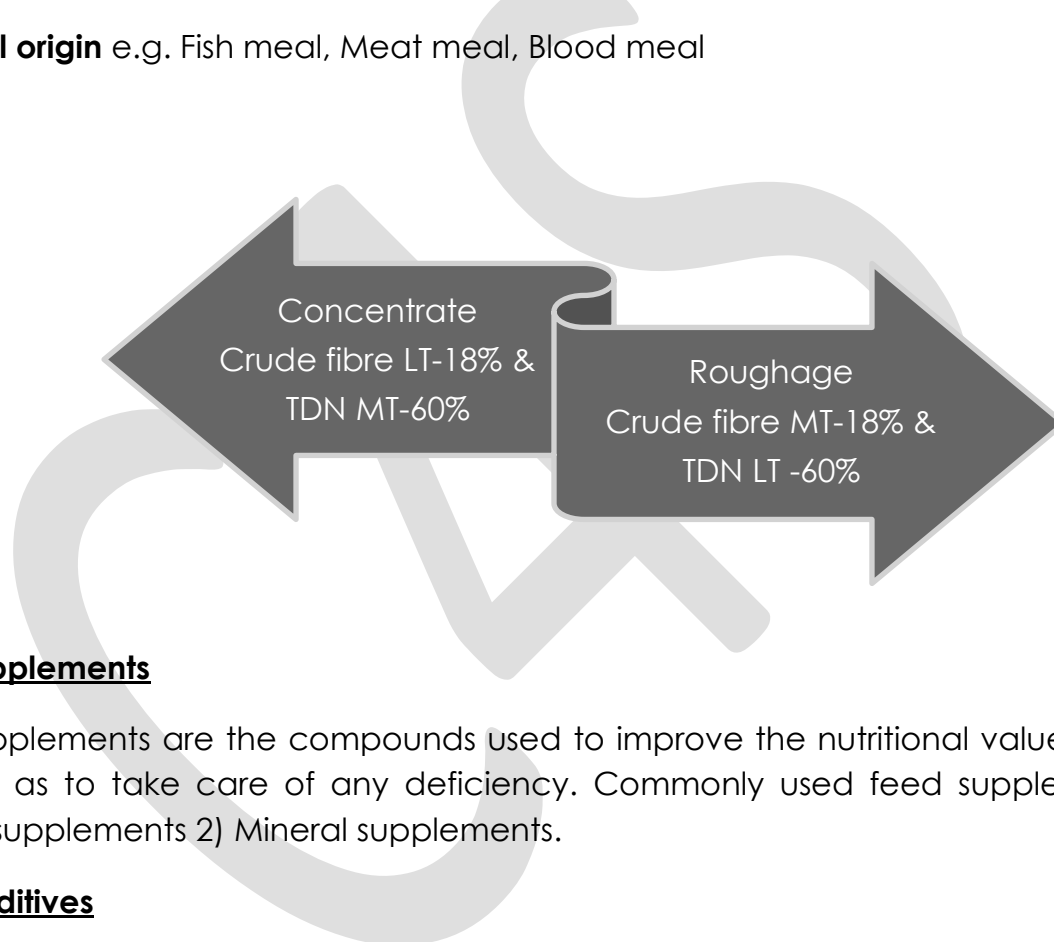 l origin e.g. Fish meal, Meat meal, Blood meal
Concentrate
Crude fibre LT-18% &
TDN MT-60%
Roughage
Crude fibre MT-18% &
TDN LT -60%
pplements
pplements are the compounds used to improve the nutritional value
as to take care of any deficiency. Commonly used feed supple
supplements 2) Mineral supplements.
ditives